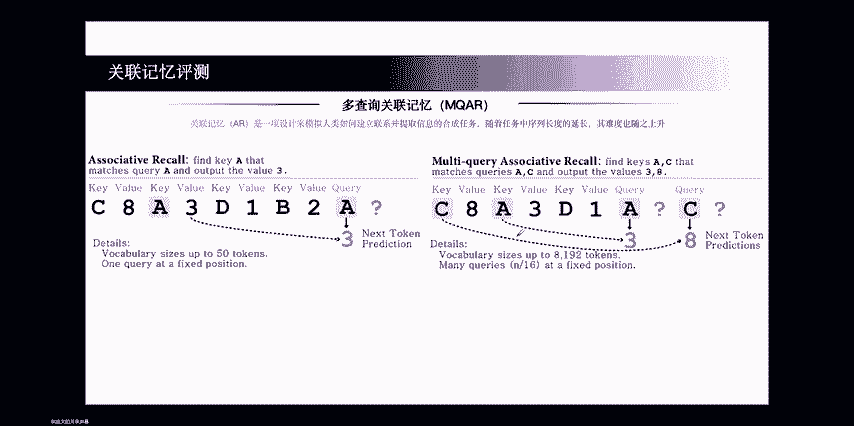 关联记忆评测
多查询关联记忆（MQAR）
关联记忆（AR）是一项设计来模拟人类如何建立联系并提取信息的合成任务。随着任务中序列长度的延长，其难度也随之上升
Associative Recall: find key A that
matches query A and output the value 3.
Key Value Key Value Key Value Key Value Query
C 8 A 3 D 1 B 2 A ?
3 Next Token
Prediction
Details:
Vocabulary sizes up to 50 tokens.
One query at a fixed position.
Multi-query Associative Recall: find keys A,C that
matches queries A,C and output the values 3,8.
Key Value Key Value Key Value Query Query
C 8 A 3 D 1 A ? C ?
3 8 Next Token
Predictions
Details:
Vocabulary sizes up to 8,192 tokens.
Many queries (n/16) at a fixed position.